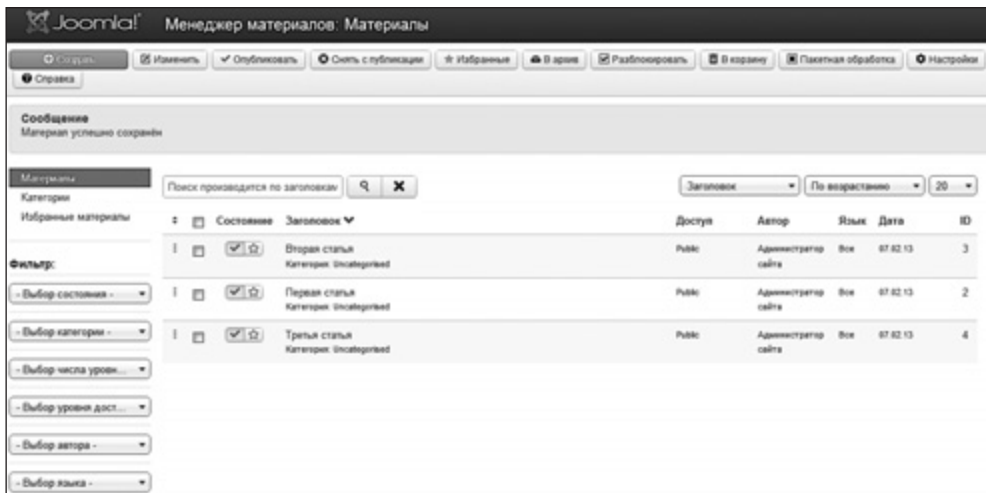 Joomla! Менеджер материалов: Материалы
Создать Изменить Опубликовать Снять с публикации Избранные В архив Разблокировать В корзину Пакетная обработка Настройки
Справка
Сообщение
Материал успешно сохранён
Материалы
Категории
Избранные материалы
Поиск производится по заголовкам
Заголовок По возрастанию 20
Состояние Заголовок Доступ Автор Язык Дата ID
Вторая статья Public Администратор сайта Все 07.02.13 3
Категория: Uncategorised
Первая статья Public Администратор сайта Все 07.02.13 2
Категория: Uncategorised
Третья статья Public Администратор сайта Все 07.02.13 4
Категория: Uncategorised
Фильтр:
- Выбор состояния -
- Выбор категории -
- Выбор числа уровн...
- Выбор уровня дост...
- Выбор автора -
- Выбор языка -